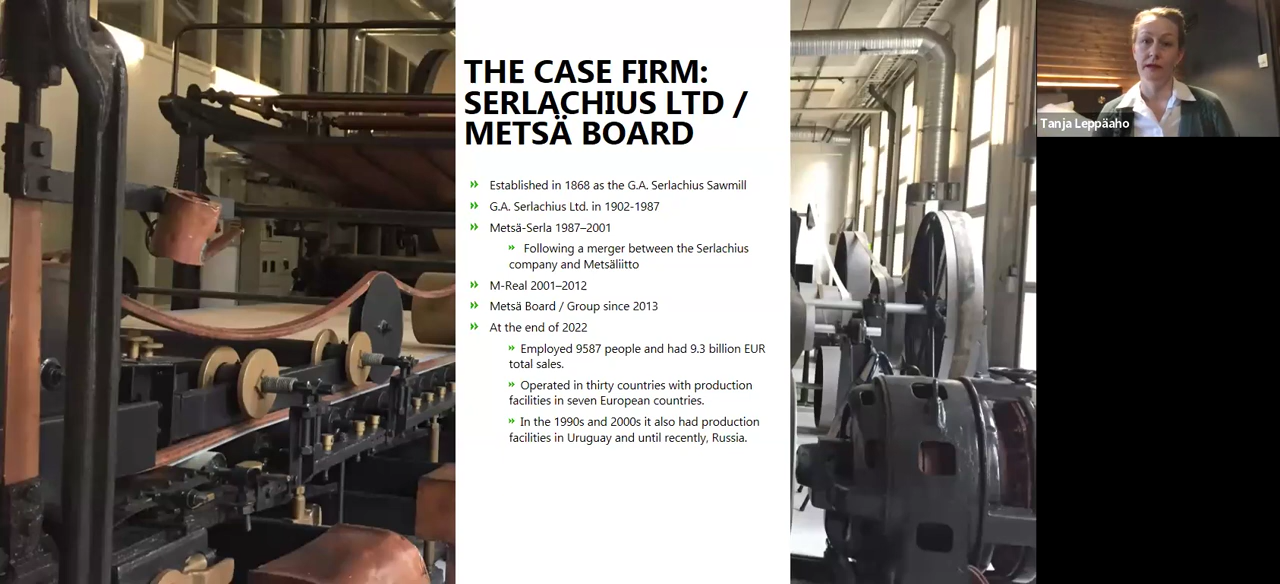 THE CASE FIRM:
SERLACHIUS LTD /
METSÄ BOARD
Established in 1868 as the G.A. Serlachius Sawmill
G.A. Serlachius Ltd. in 1902-1987
Metsä-Serla 1987–2001
Following a merger between the Serlachius
company and Metsäliitto
M-Real 2001–2012
Metsä Board / Group since 2013
At the end of 2022
Employed 9587 people and had 9.3 billion EUR
total sales.
Operated in thirty countries with production
facilities in seven European countries.
In the 1990s and 2000s it also had production
facilities in Uruguay and until recently, Russia.
Tanja Leppäaho